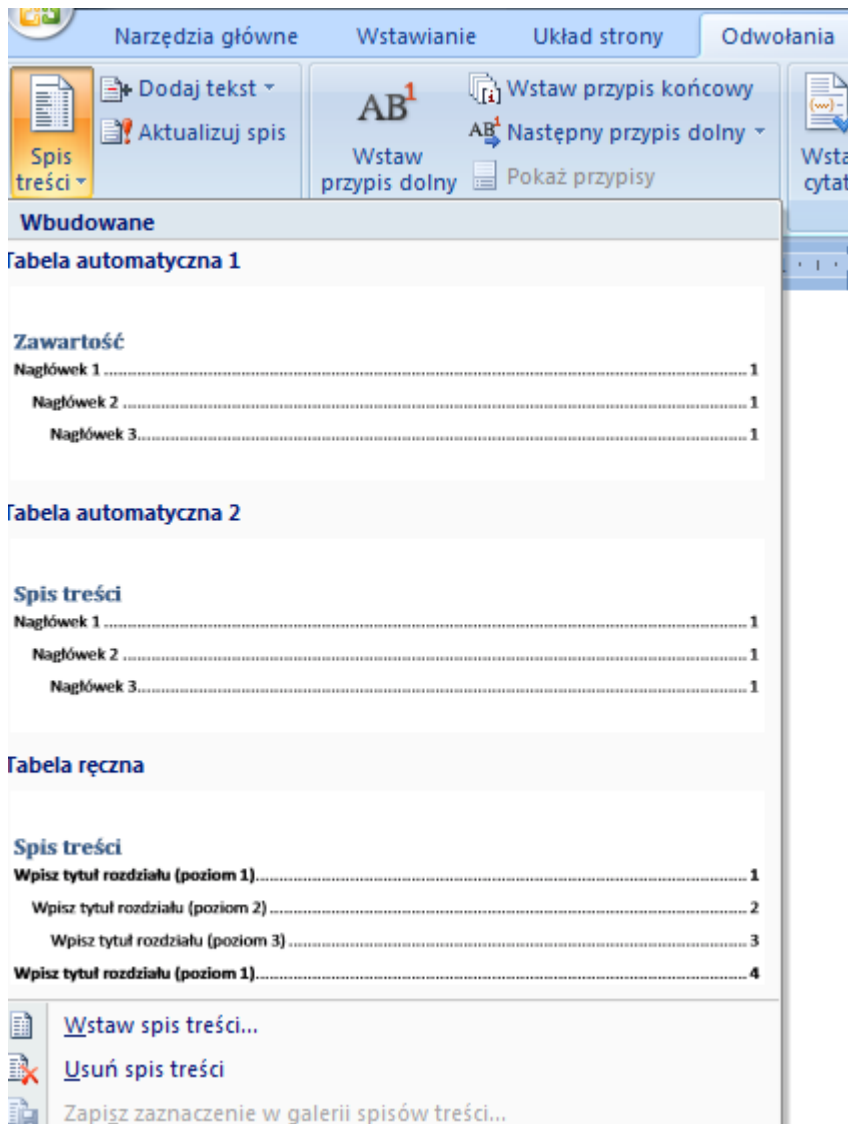 Narzędzia główne Wstawianie Układ strony Odwołania
Dodaj tekst
Aktualizuj spis
Spis treści
AB1
Wstaw
przypis dolny
Wstaw przypis końcowy
AB1 Następny przypis dolny
Pokaż przypisy
Wsta
cytat
Wbudowane
Tabela automatyczna 1
Zawartość
Nagłówek 1 1
Nagłówek 2 1
Nagłówek 3 1
Tabela automatyczna 2
Spis treści
Nagłówek 1 1
Nagłówek 2 1
Nagłówek 3 1
Tabela ręczna
Spis treści
Wpisz tytuł rozdziału (poziom 1) 1
Wpisz tytuł rozdziału (poziom 2) 2
Wpisz tytuł rozdziału (poziom 3) 3
Wpisz tytuł rozdziału (poziom 1) 4
Wstaw spis treści...
Usuń spis treści
Zapisz zaznaczenie w galerii spisów treści...